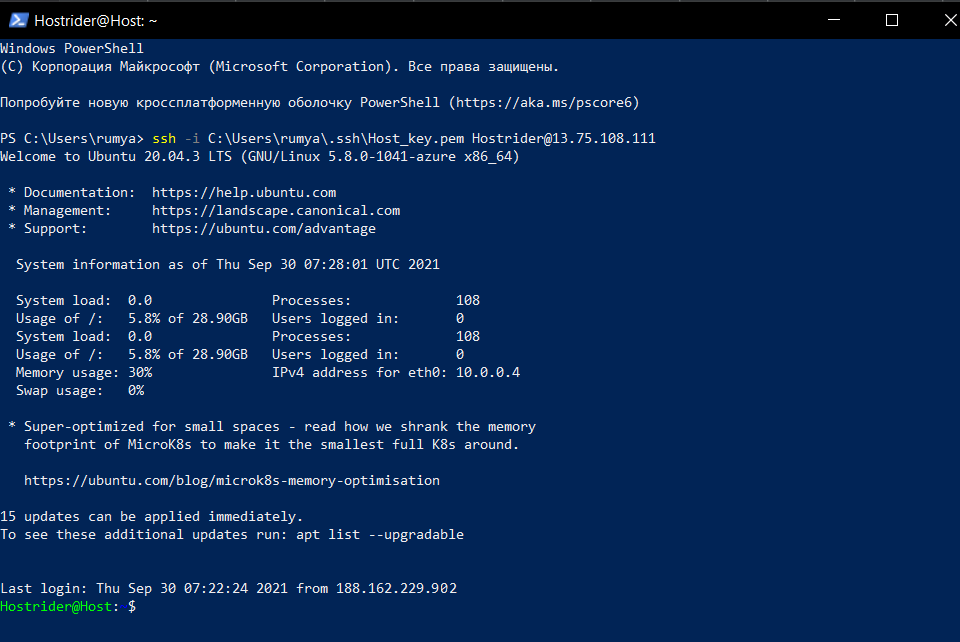 Hostrider@Host: ~
Windows PowerShell
(C) Корпорация Майкрософт (Microsoft Corporation). Все права защищены.
Попробуйте новую кроссплатформенную оболочку PowerShell (https://aka.ms/pscore6)
PS C:\Users\rumya> ssh -i C:\Users\rumya\.ssh\Host_key.pem Hostrider@13.75.108.111
Welcome to Ubuntu 20.04.3 LTS (GNU/Linux 5.8.0-1041-azure x86_64)
* Documentation:  https://help.ubuntu.com
* Management:     https://landscape.canonical.com
* Support:        https://ubuntu.com/advantage
System information as of Thu Sep 30 07:28:01 UTC 2021
System load:  0.0               Processes:             108
Usage of /:   5.8% of 28.90GB   Users logged in:       0
System load:  0.0               Processes:             108
Usage of /:   5.8% of 28.90GB   Users logged in:       0
Memory usage: 30%               IPv4 address for eth0: 10.0.0.4
Swap usage:   0%
* Super-optimized for small spaces - read how we shrank the memory
footprint of MicroK8s to make it the smallest full K8s around.
https://ubuntu.com/blog/microk8s-memory-optimisation
15 updates can be applied immediately.
To see these additional updates run: apt list --upgradable
Last login: Thu Sep 30 07:22:24 2021 from 188.162.229.902
Hostrider@Host: $